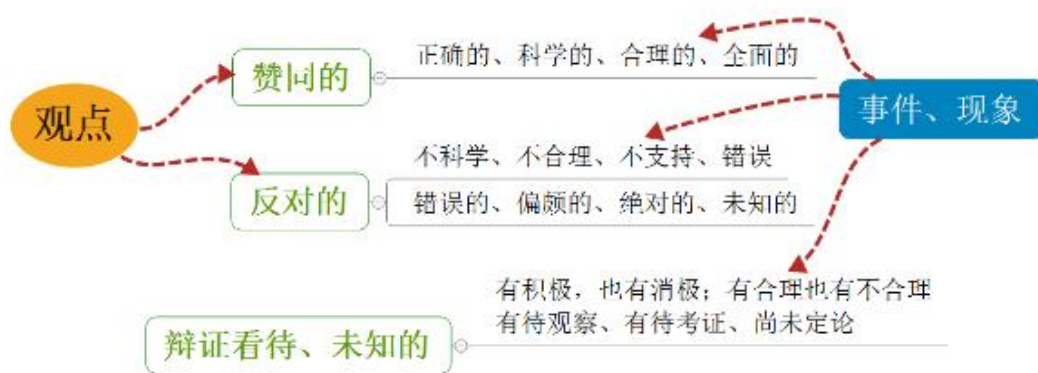 正确的、科学的、合理的、全面的
赞同的
事件、现象
观点
不科学、不合理、不支持、错误
反对的
错误的、偏颇的、绝对的、未知的
有积极，也有消极；有合理也有不合理
有待观察、有待考证、尚未定论
辩证看待、未知的